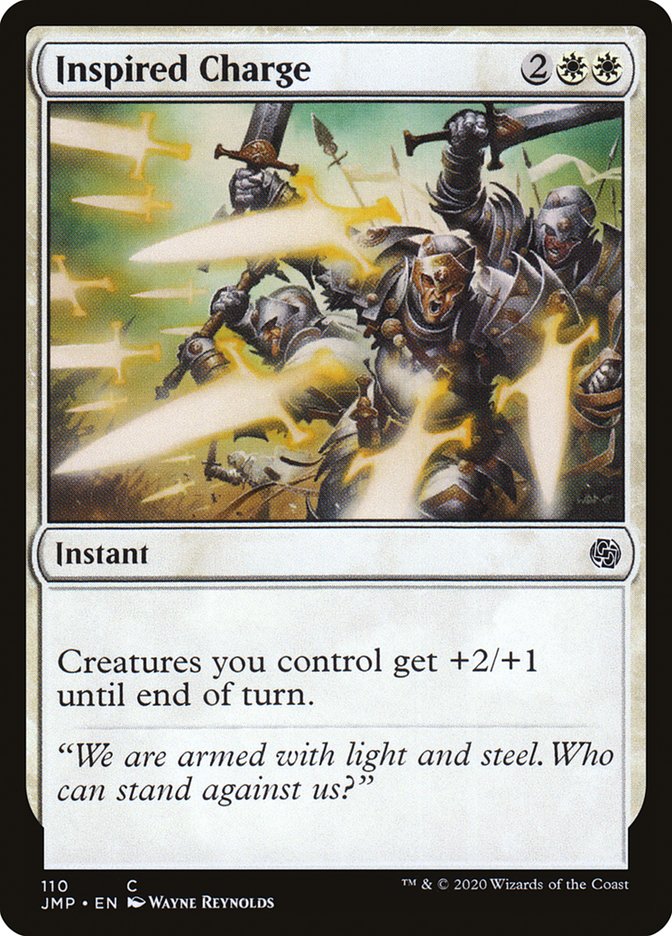 Inspired Charge 2
Instant
Creatures you control get +2/+1
until end of turn.
“We are armed with light and steel. Who
can stand against us?”
110 C
JMP • EN Wayne Reynolds
™ & © 2020 Wizards of the Coast